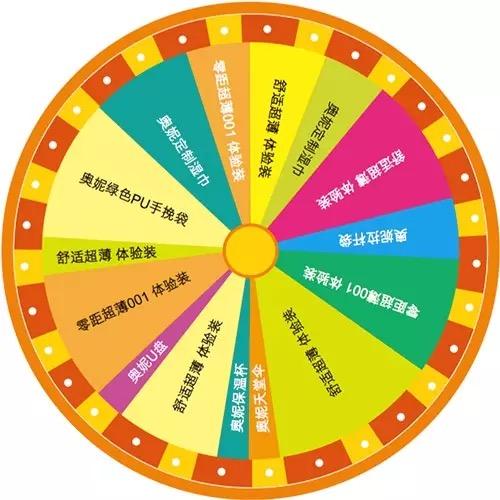 舒适超薄 体验装
奥妮定制湿巾
舒适超薄 体验装
奥妮拉杆袋
零距超薄001 体验装
舒适超薄 体验装
奥妮天堂伞
奥妮保温杯
舒适超薄 体验装
奥妮U盘
零距超薄001 体验装
舒适超薄 体验装
奥妮绿色PU手挽袋
奥妮定制湿巾
零距超薄001 体验装